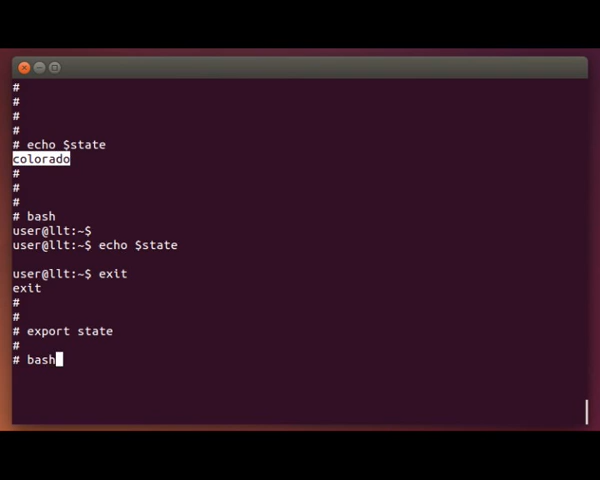 #
#
#
#
# echo $state
colorado
#
#
#
# bash
user@llt:~$
user@llt:~$ echo $state
user@llt:~$ exit
exit
#
#
# export state
#
# bash